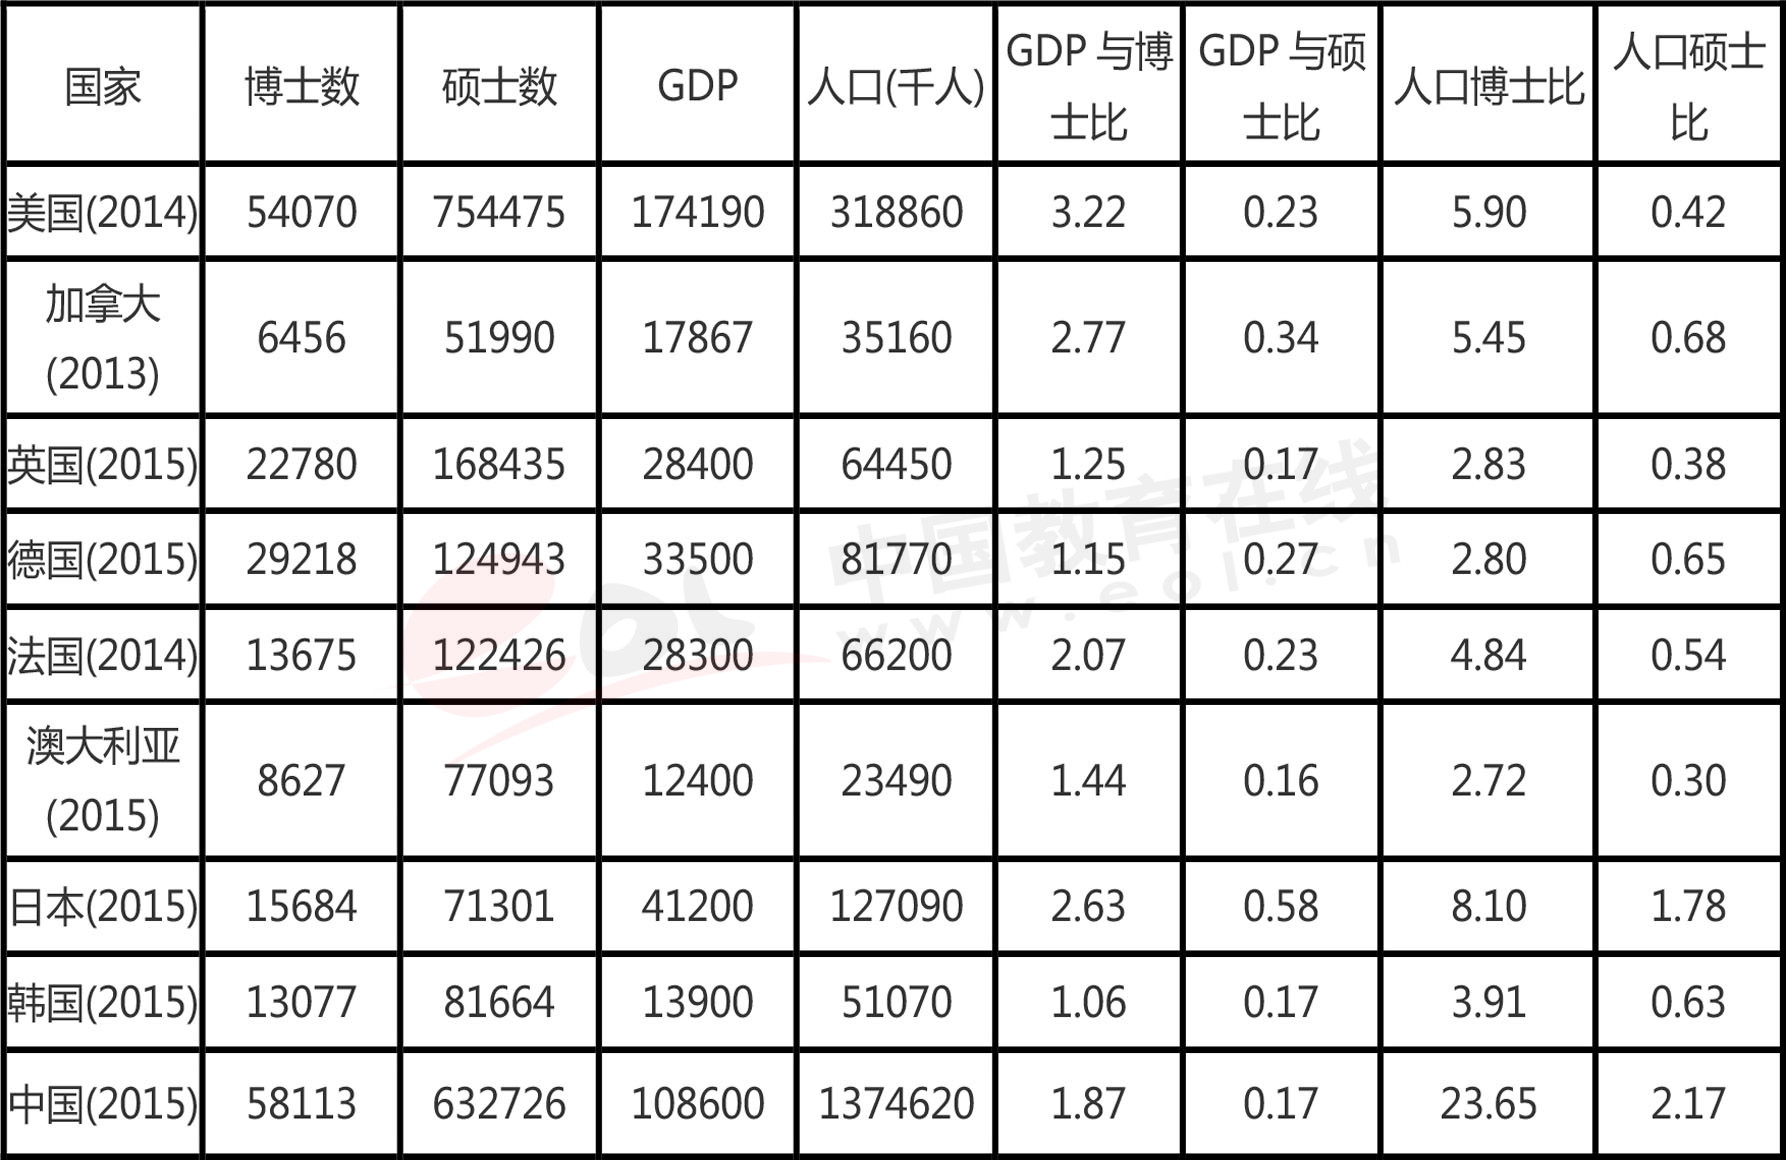 国家 博士数 硕士数 GDP 人口(千人) GDP 与博士比 GDP 与硕士比 人口博士比 人口硕士比
美国(2014) 54070 754475 174190 318860 3.22 0.23 5.90 0.42
加拿大(2013) 6456 51990 17867 35160 2.77 0.34 5.45 0.68
英国(2015) 22780 168435 28400 64450 1.25 0.17 2.83 0.38
德国(2015) 29218 124943 33500 81770 1.15 0.27 2.80 0.65
法国(2014) 13675 122426 28300 66200 2.07 0.23 4.84 0.54
澳大利亚(2015) 8627 77093 12400 23490 1.44 0.16 2.72 0.30
日本(2015) 15684 71301 41200 127090 2.63 0.58 8.10 1.78
韩国(2015) 13077 81664 13900 51070 1.06 0.17 3.91 0.63
中国(2015) 58113 632726 108600 1374620 1.87 0.17 23.65 2.17
eol 中国教育在线
www.eol.cn